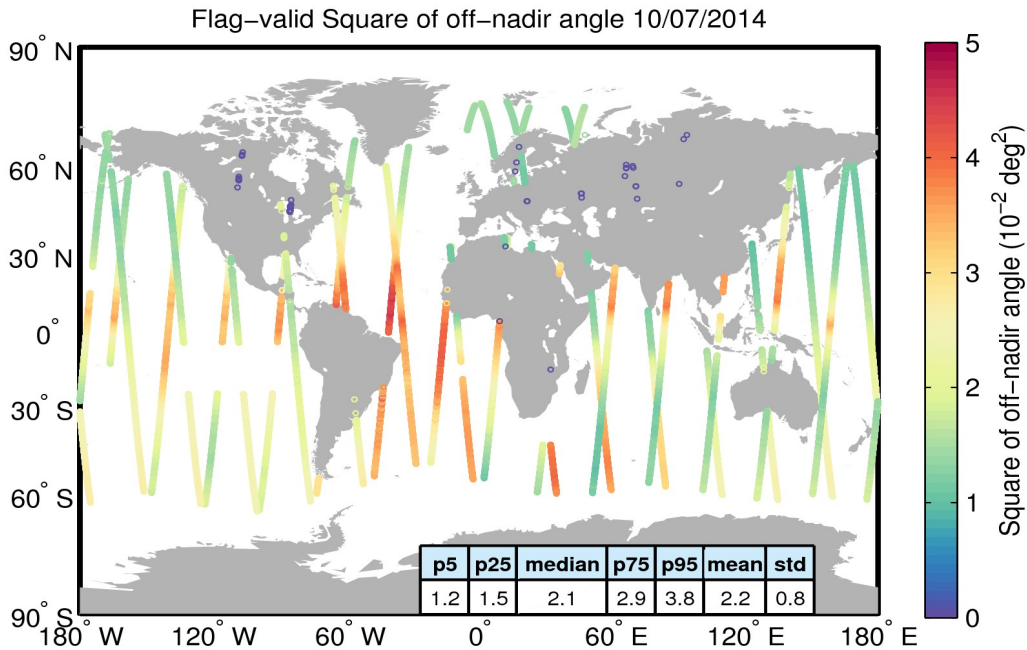 Flag−valid Square of off−nadir angle 10/07/2014
90° N
60° N
30° N
0°
30° S
60° S
90° S
180° W
120° W
60° W
0°
60° E
120° E
180° E
p5 p25 median p75 p95 mean std
1.2 1.5 2.1 2.9 3.8 2.2 0.8
5
4
3
2
1
0
Square of off−nadir angle (10⁻² deg²)